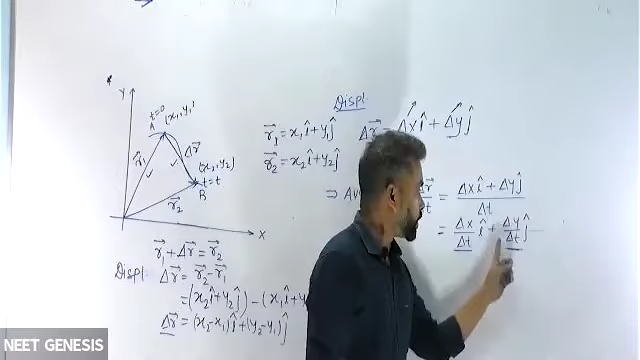 Displ.
Y
t=0
A (x₁,y₁)
r⃗₁
Δr⃗
(x₂,y₂)
t=t
B
r⃗₂
X
r⃗₁ = x₁î+y₁ĵ
r⃗₂ = x₂î+y₂ĵ
Δxî + Δyĵ
= Δxî + Δyĵ / Δt
= Δx/Δt î + Δy/Δt ĵ
r⃗₁ + Δr⃗ = r⃗₂
Displ. Δr⃗ = r⃗₂-r⃗₁
=(x₂î+y₂ĵ) - (x₁î+y
Δr⃗ = (x₂-x₁)î+(y₂-y₁)ĵ
NEET GENESIS